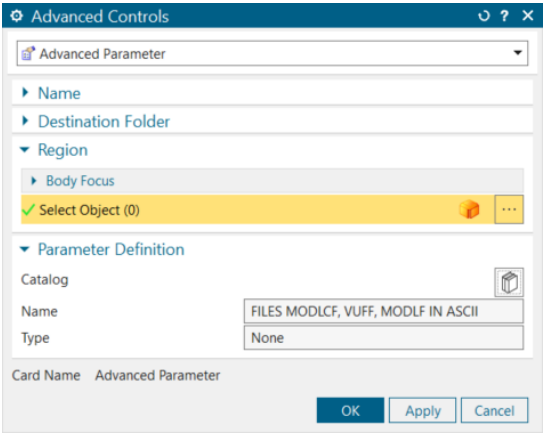 Advanced Controls
Advanced Parameter
Name
Destination Folder
Region
Body Focus
Select Object (0)
Parameter Definition
Catalog
Name FILES MODLCF, VUFF, MODLF IN ASCII
Type None
Card Name Advanced Parameter
OK Apply Cancel